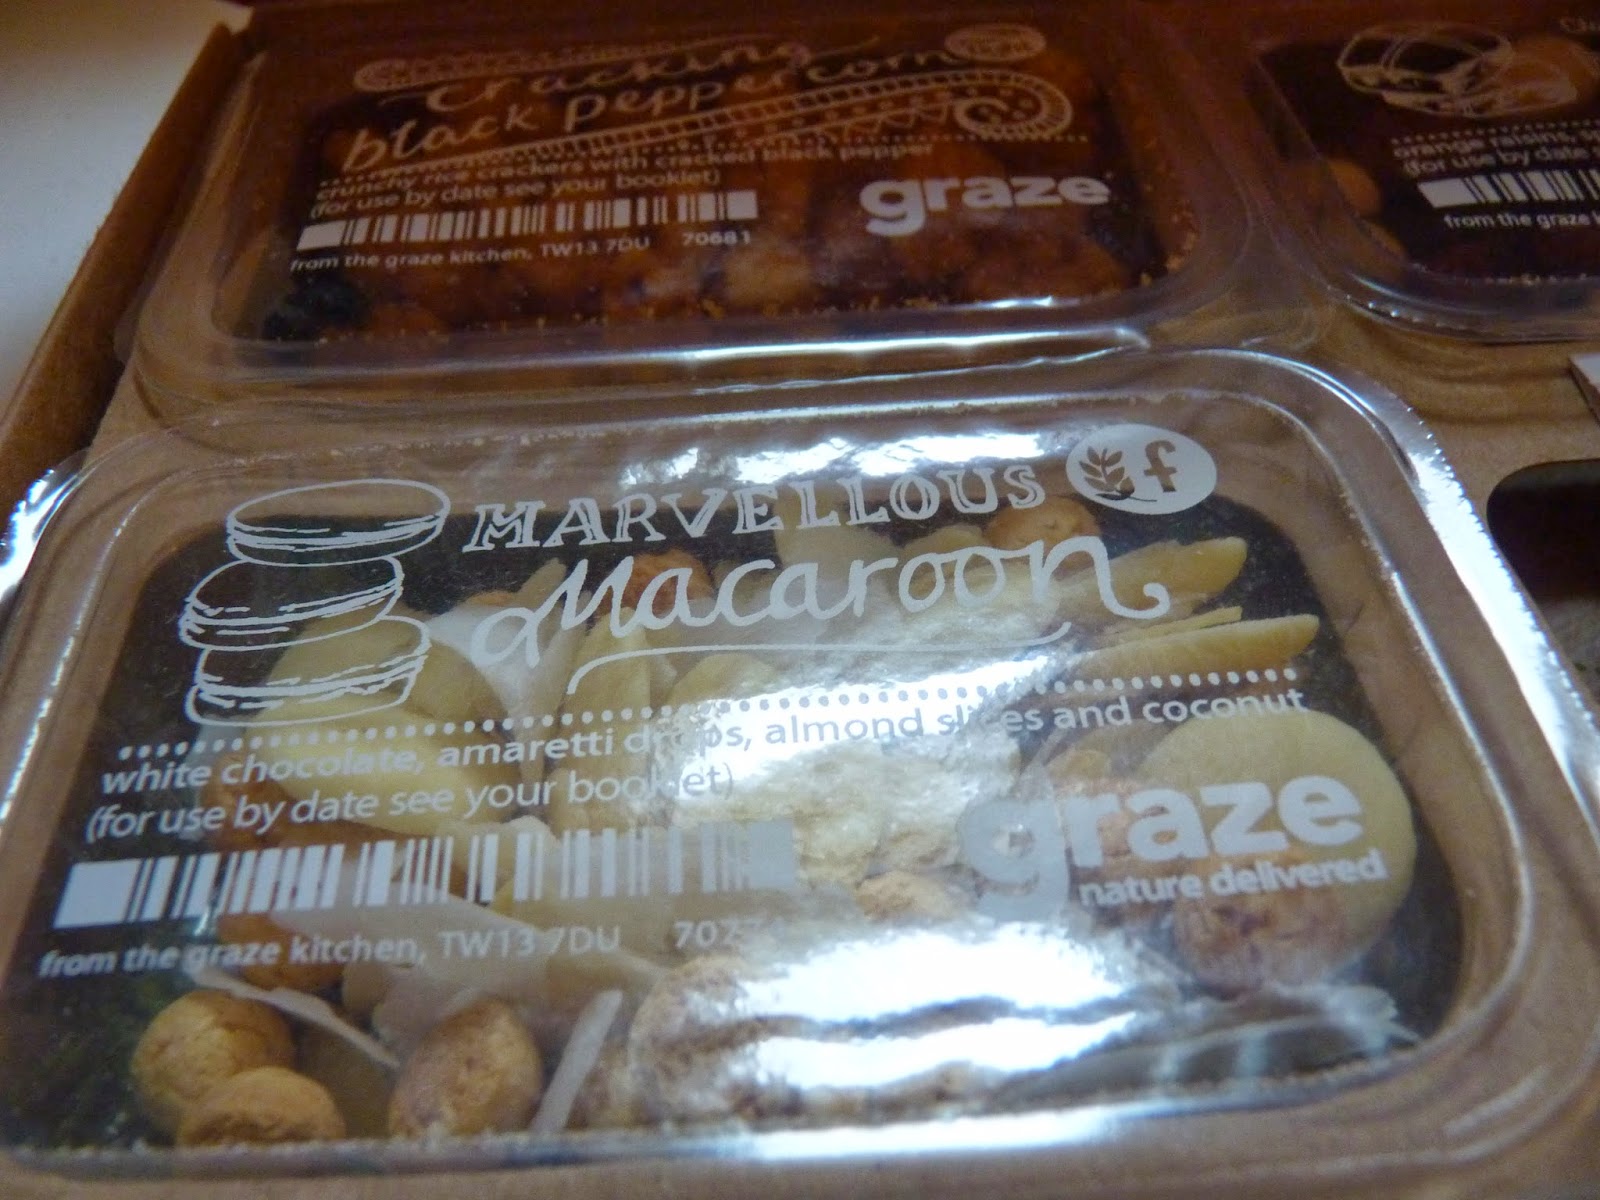 cracking
black peppercorn
crunchy rice crackers with cracked black pepper
(for use by date see your booklet)
from the graze kitchen, TW13 7DU 70681
graze
orange raisins,
(for use by date
from the graze
MARVELLOUS
Macaroon
f
white chocolate, amaretti drops, almond slices and coconut
(for use by date see your booklet)
graze
nature delivered
from the graze kitchen, TW13 7DU